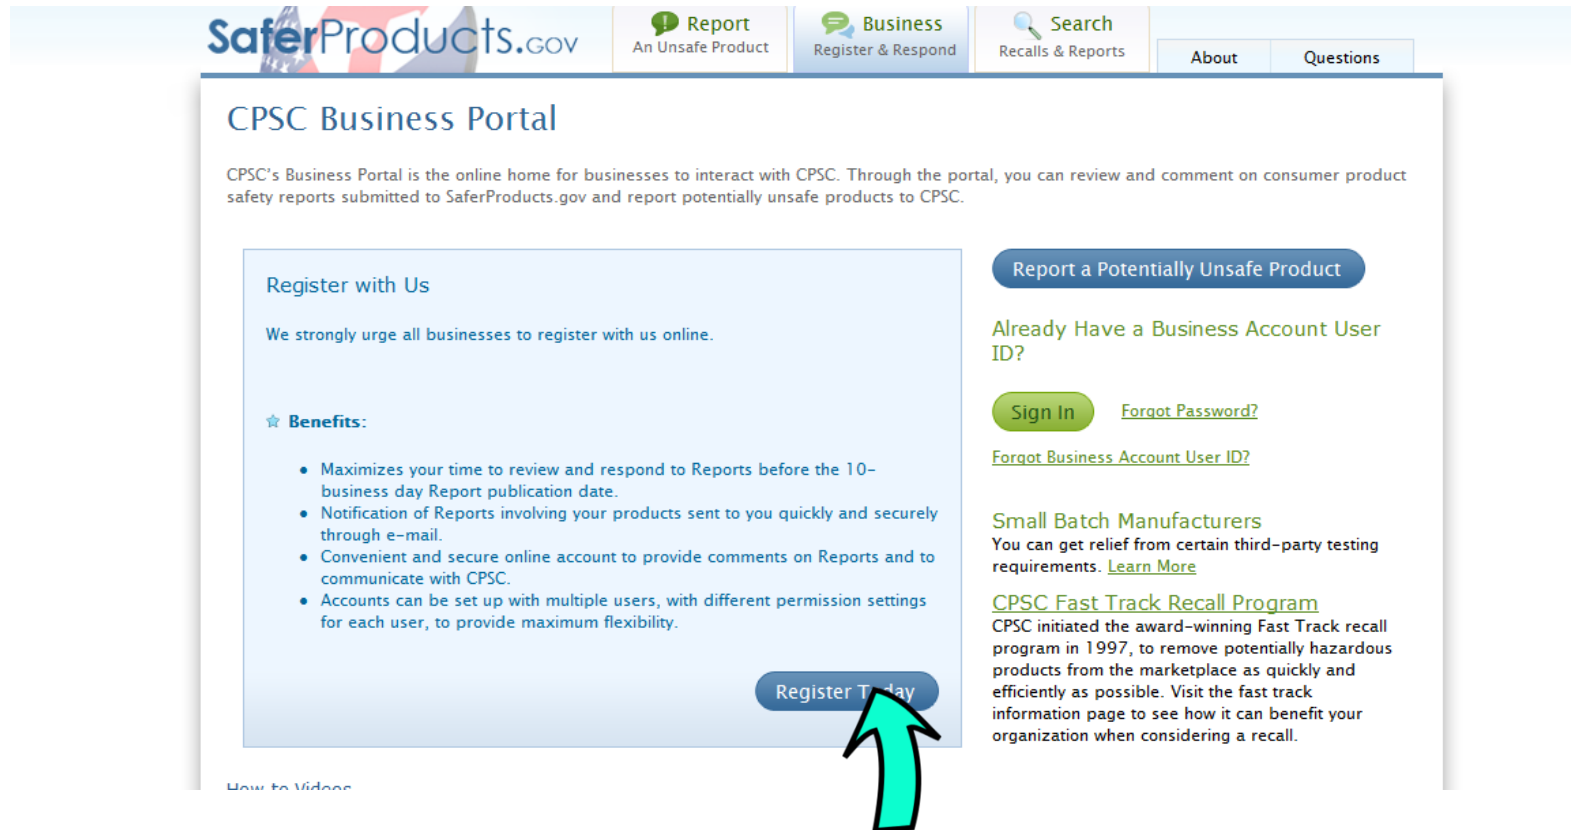 SaferProducts.GOV
Report
An Unsafe Product
Business
Register & Respond
Search
Recalls & Reports
About
Questions
CPSC Business Portal
CPSC's Business Portal is the online home for businesses to interact with CPSC. Through the portal, you can review and comment on consumer product
safety reports submitted to SaferProducts.gov and report potentially unsafe products to CPSC.
Register with Us
We strongly urge all businesses to register with us online.
Benefits:
• Maximizes your time to review and respond to Reports before the 10-
business day Report publication date.
• Notification of Reports involving your products sent to you quickly and securely
through e-mail.
• Convenient and secure online account to provide comments on Reports and to
communicate with CPSC.
• Accounts can be set up with multiple users, with different permission settings
for each user, to provide maximum flexibility.
Register Today
Report a Potentially Unsafe Product
Already Have a Business Account User
ID?
Sign In
Forgot Password?
Forgot Business Account User ID?
Small Batch Manufacturers
You can get relief from certain third-party testing
requirements. Learn More
CPSC Fast Track Recall Program
CPSC initiated the award-winning Fast Track recall
program in 1997, to remove potentially hazardous
products from the marketplace as quickly and
efficiently as possible. Visit the fast track
information page to see how it can benefit your
organization when considering a recall.
How to Videos